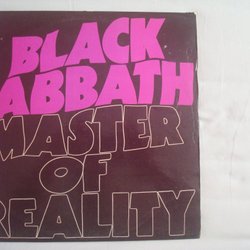 BLACK
ABBATH
MASTER
OF
REALITY